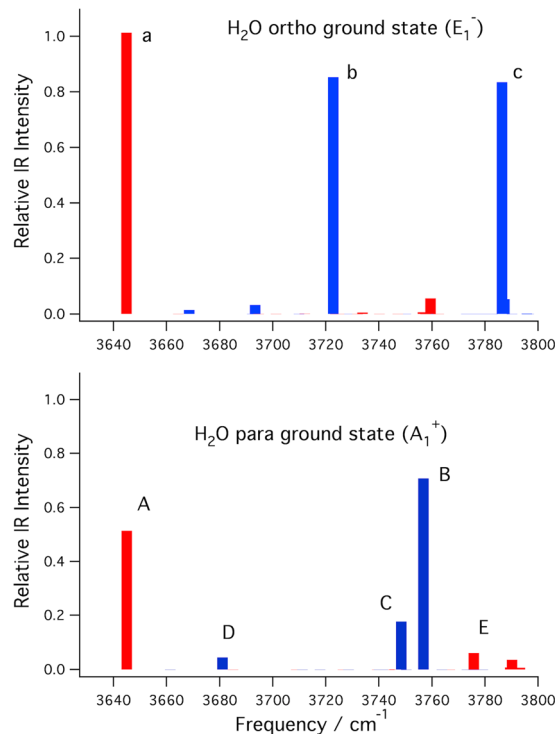 H₂O ortho ground state (E₁⁻)
a
b
c
Relative IR Intensity
1.0
0.8
0.6
0.4
0.2
0.0
3640 3660 3680 3700 3720 3740 3760 3780 3800
H₂O para ground state (A₁⁺)
A
B
C
D
E
Relative IR Intensity
1.0
0.8
0.6
0.4
0.2
0.0
3640 3660 3680 3700 3720 3740 3760 3780 3800
Frequency / cm⁻¹